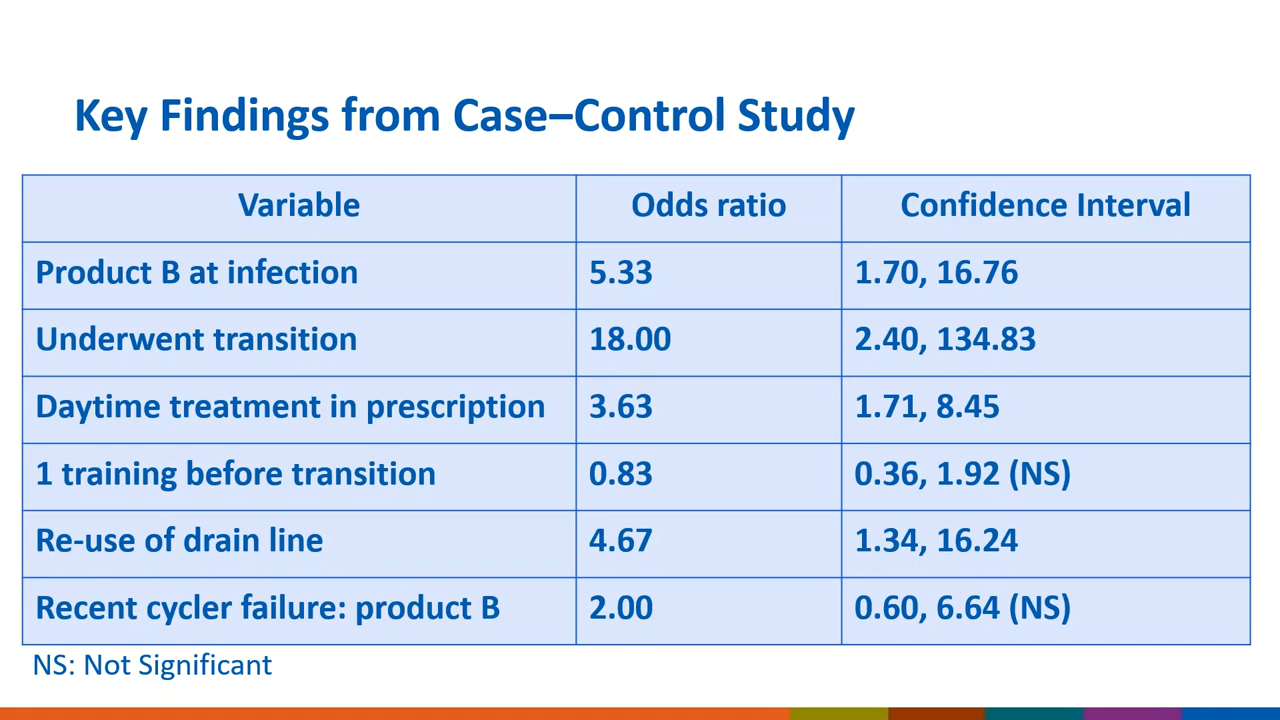 Key Findings from Case–Control Study
Variable Odds ratio Confidence Interval
Product B at infection 5.33 1.70, 16.76
Underwent transition 18.00 2.40, 134.83
Daytime treatment in prescription 3.63 1.71, 8.45
1 training before transition 0.83 0.36, 1.92 (NS)
Re-use of drain line 4.67 1.34, 16.24
Recent cycler failure: product B 2.00 0.60, 6.64 (NS)
NS: Not Significant